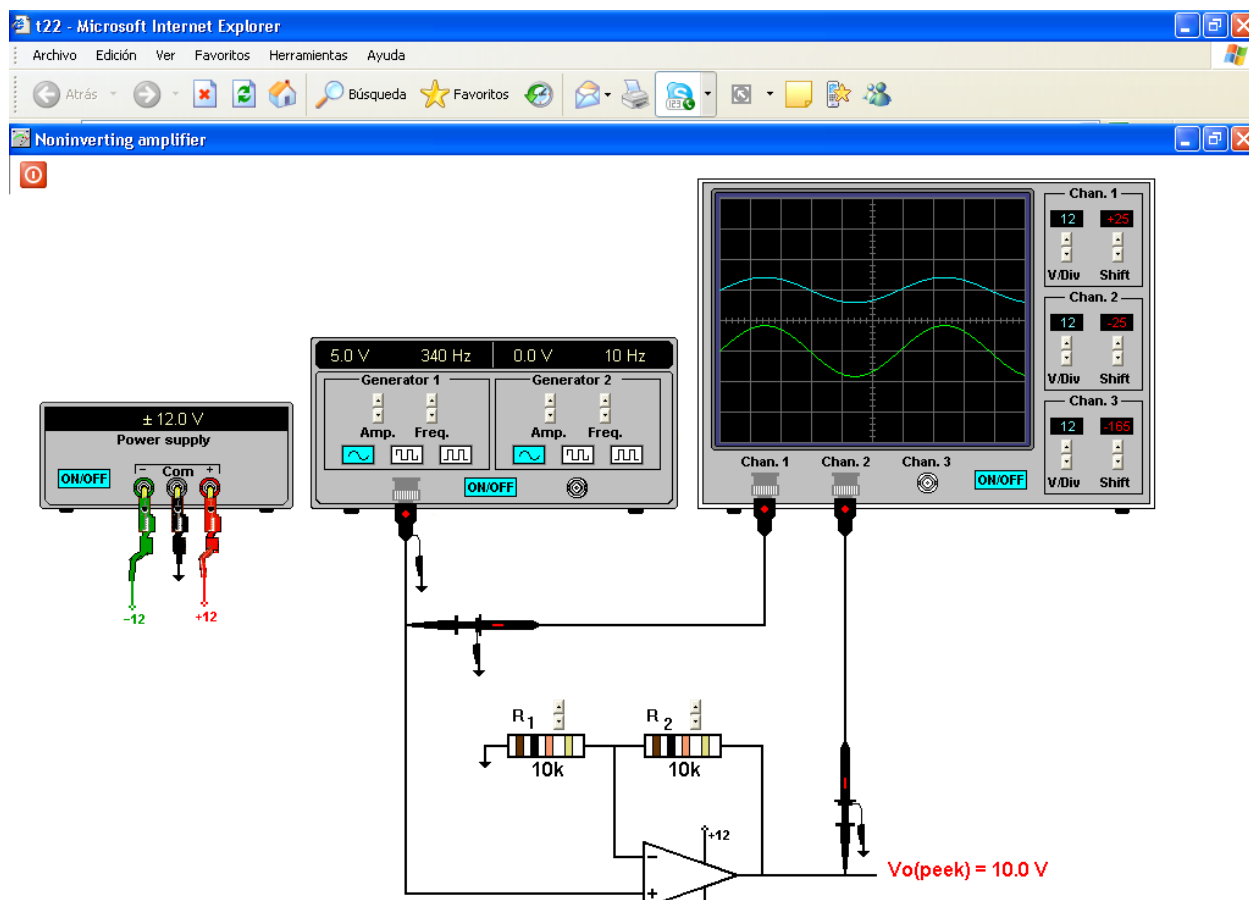 t22 - Microsoft Internet Explorer
Archivo Edición Ver Favoritos Herramientas Ayuda
Atrás Búsqueda Favoritos
Noninverting amplifier
Chan. 1
12 +25
V/Div Shift
Chan. 2
12 -25
V/Div Shift
Chan. 3
12 -165
V/Div Shift
Chan. 1 Chan. 2 Chan. 3
ON/OFF
5.0 V 340 Hz 0.0 V 10 Hz
Generator 1 Generator 2
Amp. Freq. Amp. Freq.
ON/OFF
± 12.0 V
Power supply
ON/OFF
- Com +
-12 +12
R1 R2
10k 10k
+12
-
+
Vo(peek) = 10.0 V